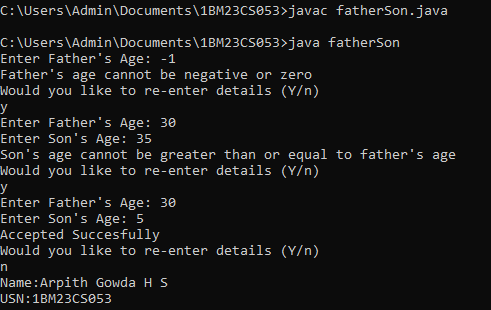 C:\Users\Admin\Documents\1BM23CS053>javac fatherSon.java
C:\Users\Admin\Documents\1BM23CS053>java fatherSon
Enter Father's Age: -1
Father's age cannot be negative or zero
Would you like to re-enter details (Y/n)
y
Enter Father's Age: 30
Enter Son's Age: 35
Son's age cannot be greater than or equal to father's age
Would you like to re-enter details (Y/n)
y
Enter Father's Age: 30
Enter Son's Age: 5
Accepted Succesfully
Would you like to re-enter details (Y/n)
n
Name:Arpith Gowda H S
USN:1BM23CS053